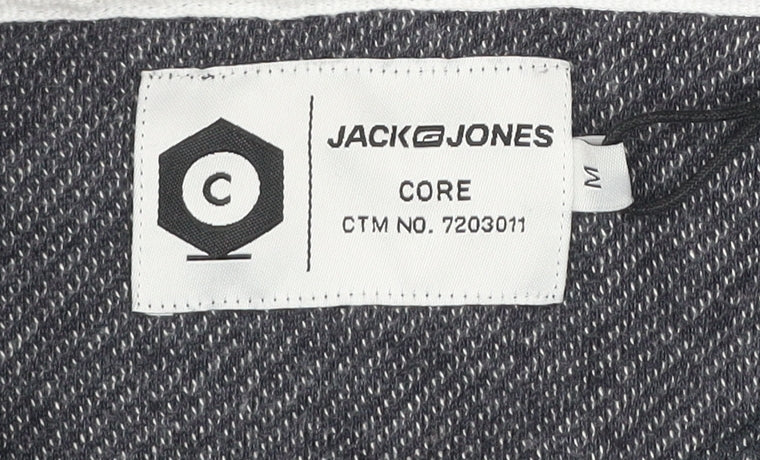 C
JACK & JONES
CORE
CTM NO. 7203011
M